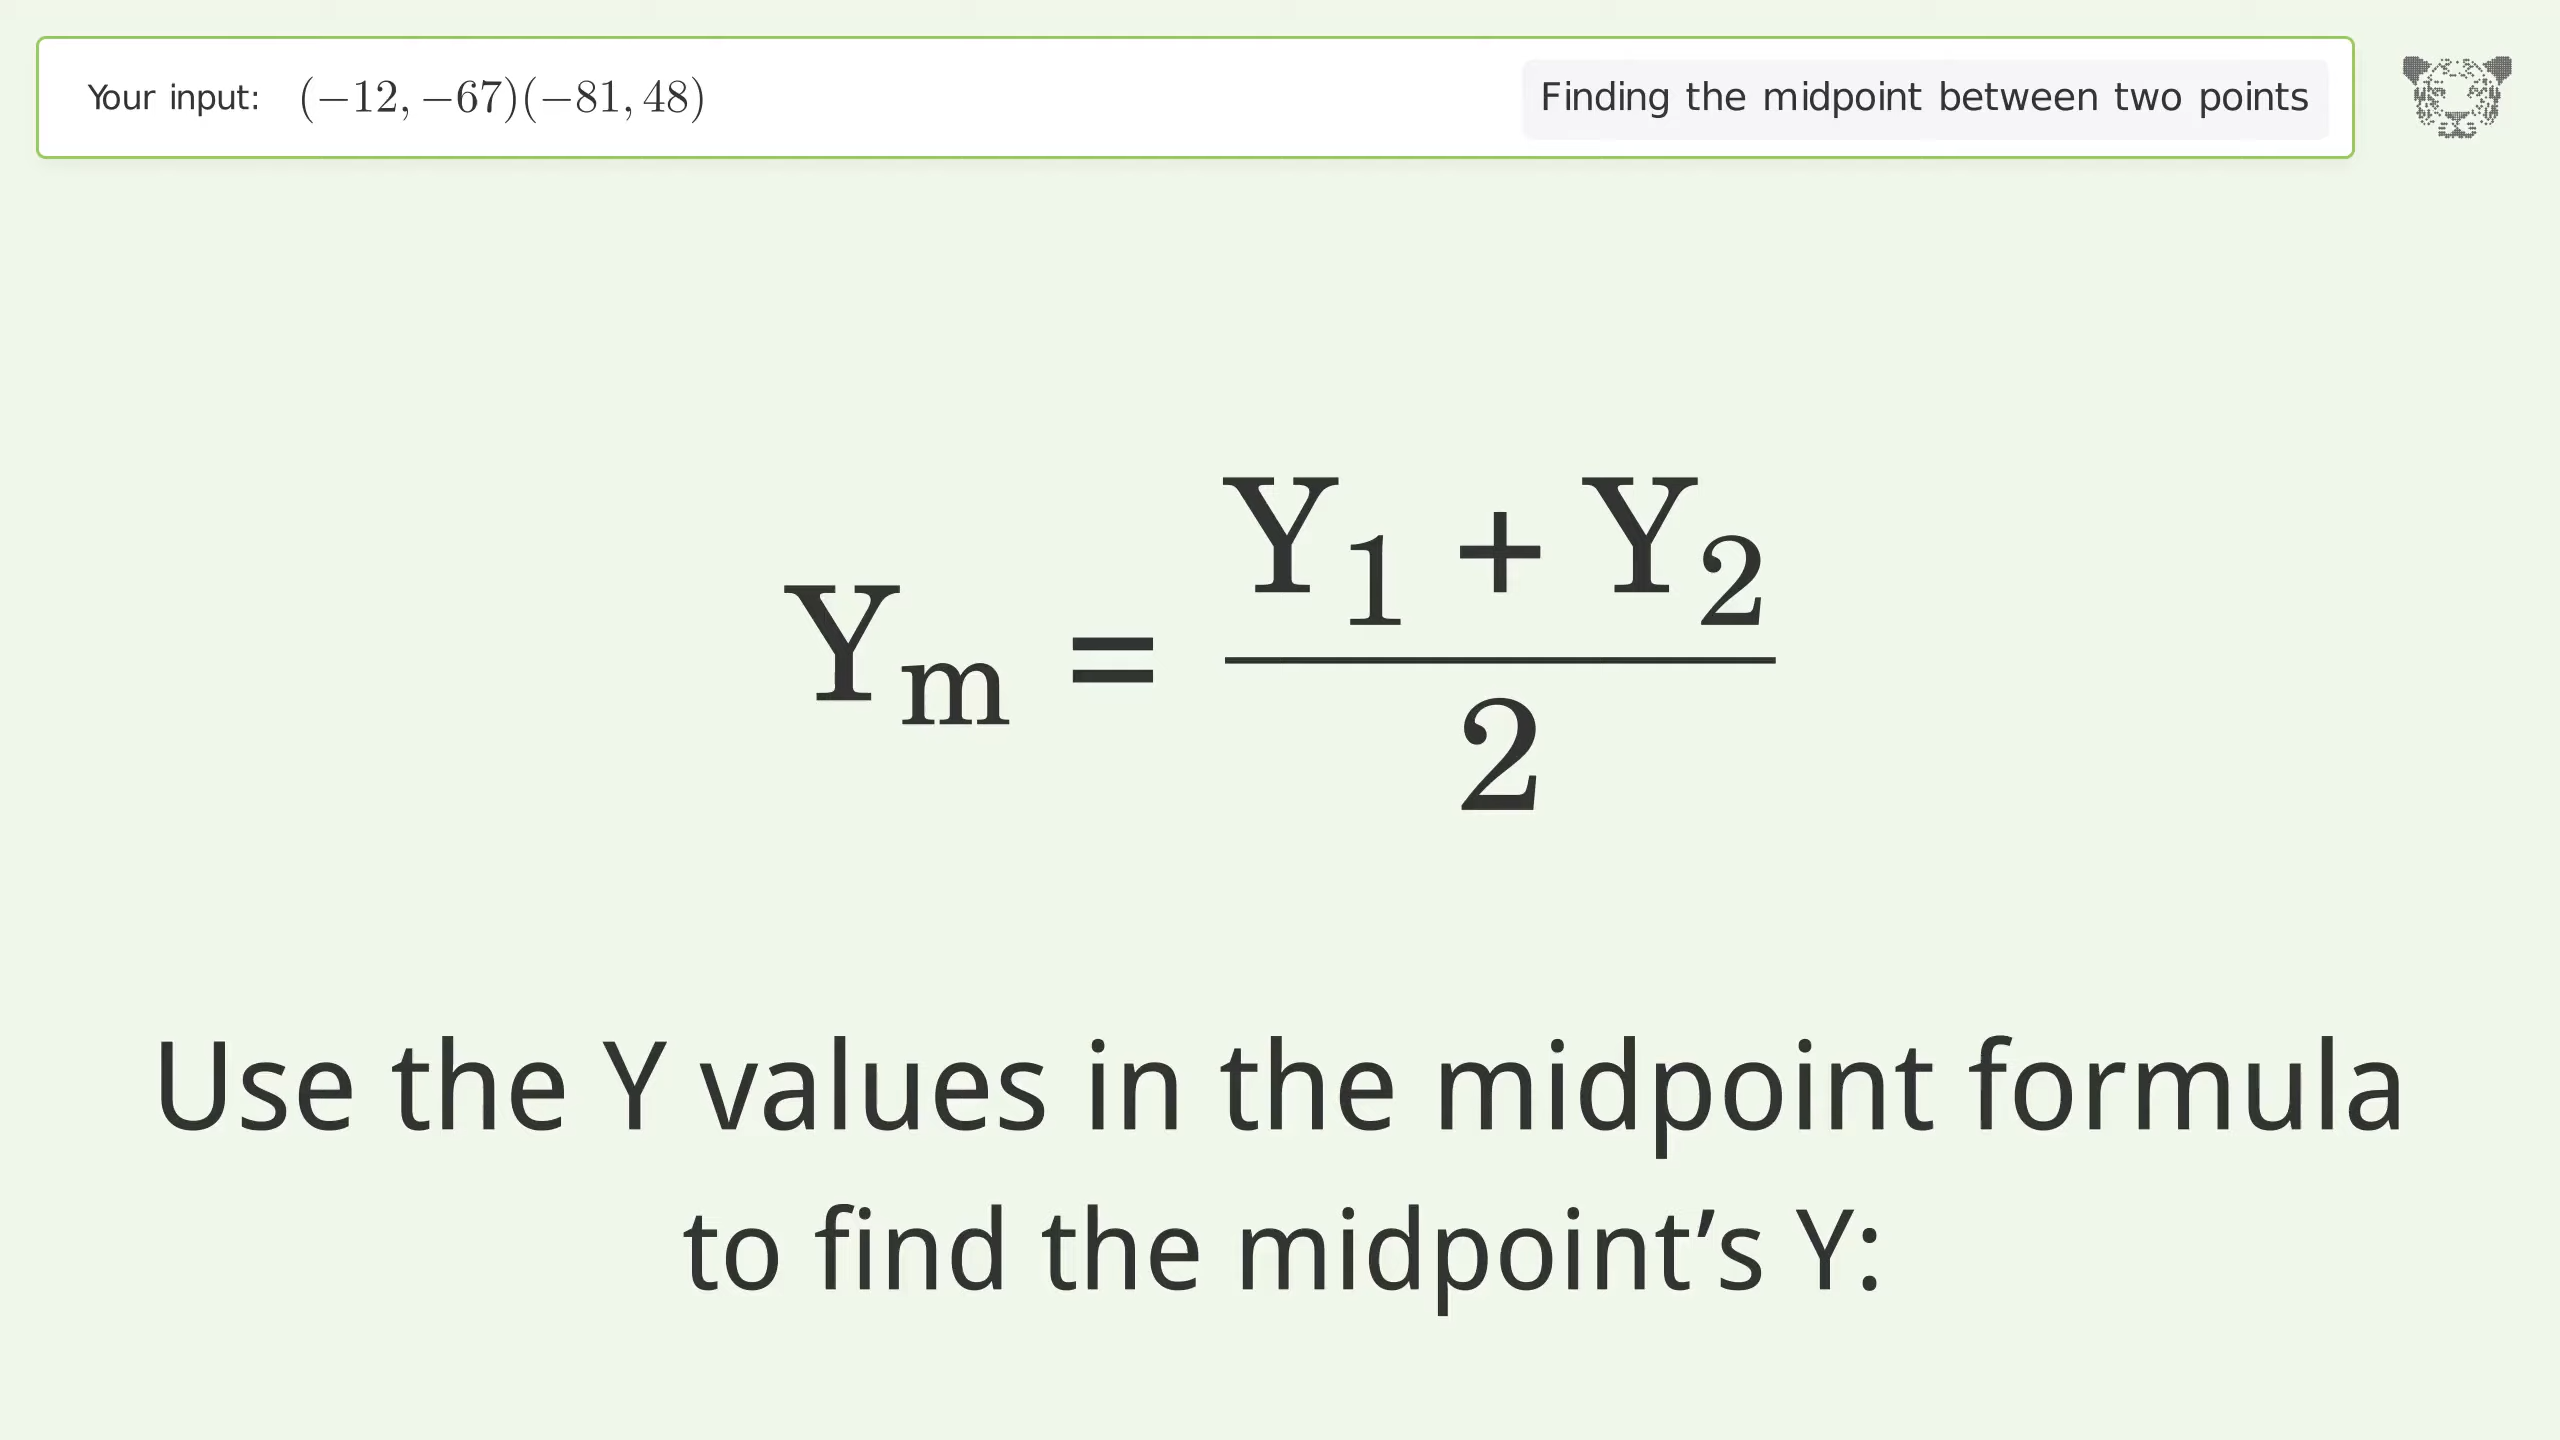 Your input: (−12, −67)(−81, 48)
Finding the midpoint between two points
Yₘ = (Y₁ + Y₂) / 2
Use the Y values in the midpoint formula
to find the midpoint’s Y: